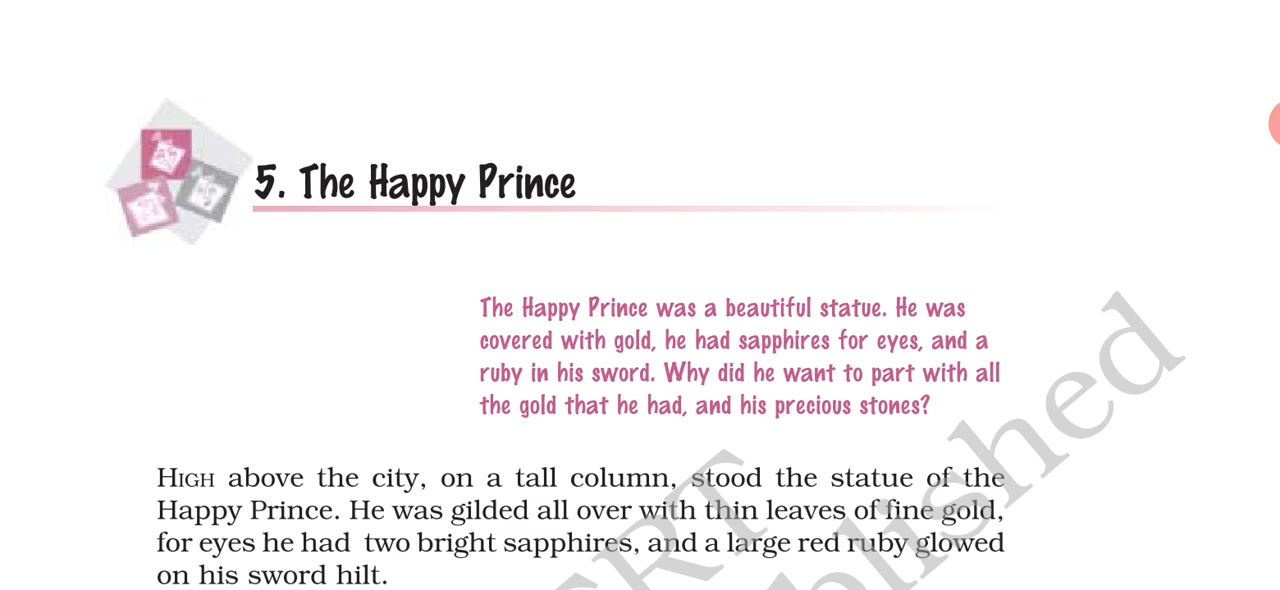 5. The Happy Prince
The Happy Prince was a beautiful statue. He was
covered with gold, he had sapphires for eyes, and a
ruby in his sword. Why did he want to part with all
the gold that he had, and his precious stones?
HIGH above the city, on a tall column, stood the statue of the
Happy Prince. He was gilded all over with thin leaves of fine gold,
for eyes he had two bright sapphires, and a large red ruby glowed
on his sword hilt.